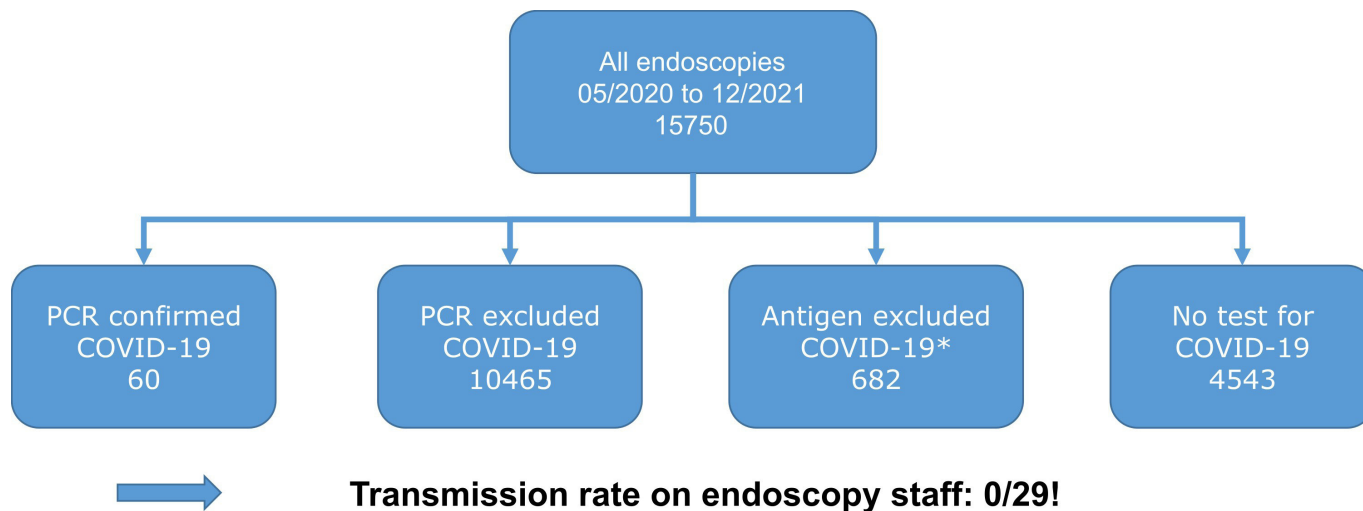 All endoscopies
05/2020 to 12/2021
15750
PCR confirmed
COVID-19
60
PCR excluded
COVID-19
10465
Antigen excluded
COVID-19*
682
No test for
COVID-19
4543
Transmission rate on endoscopy staff: 0/29!